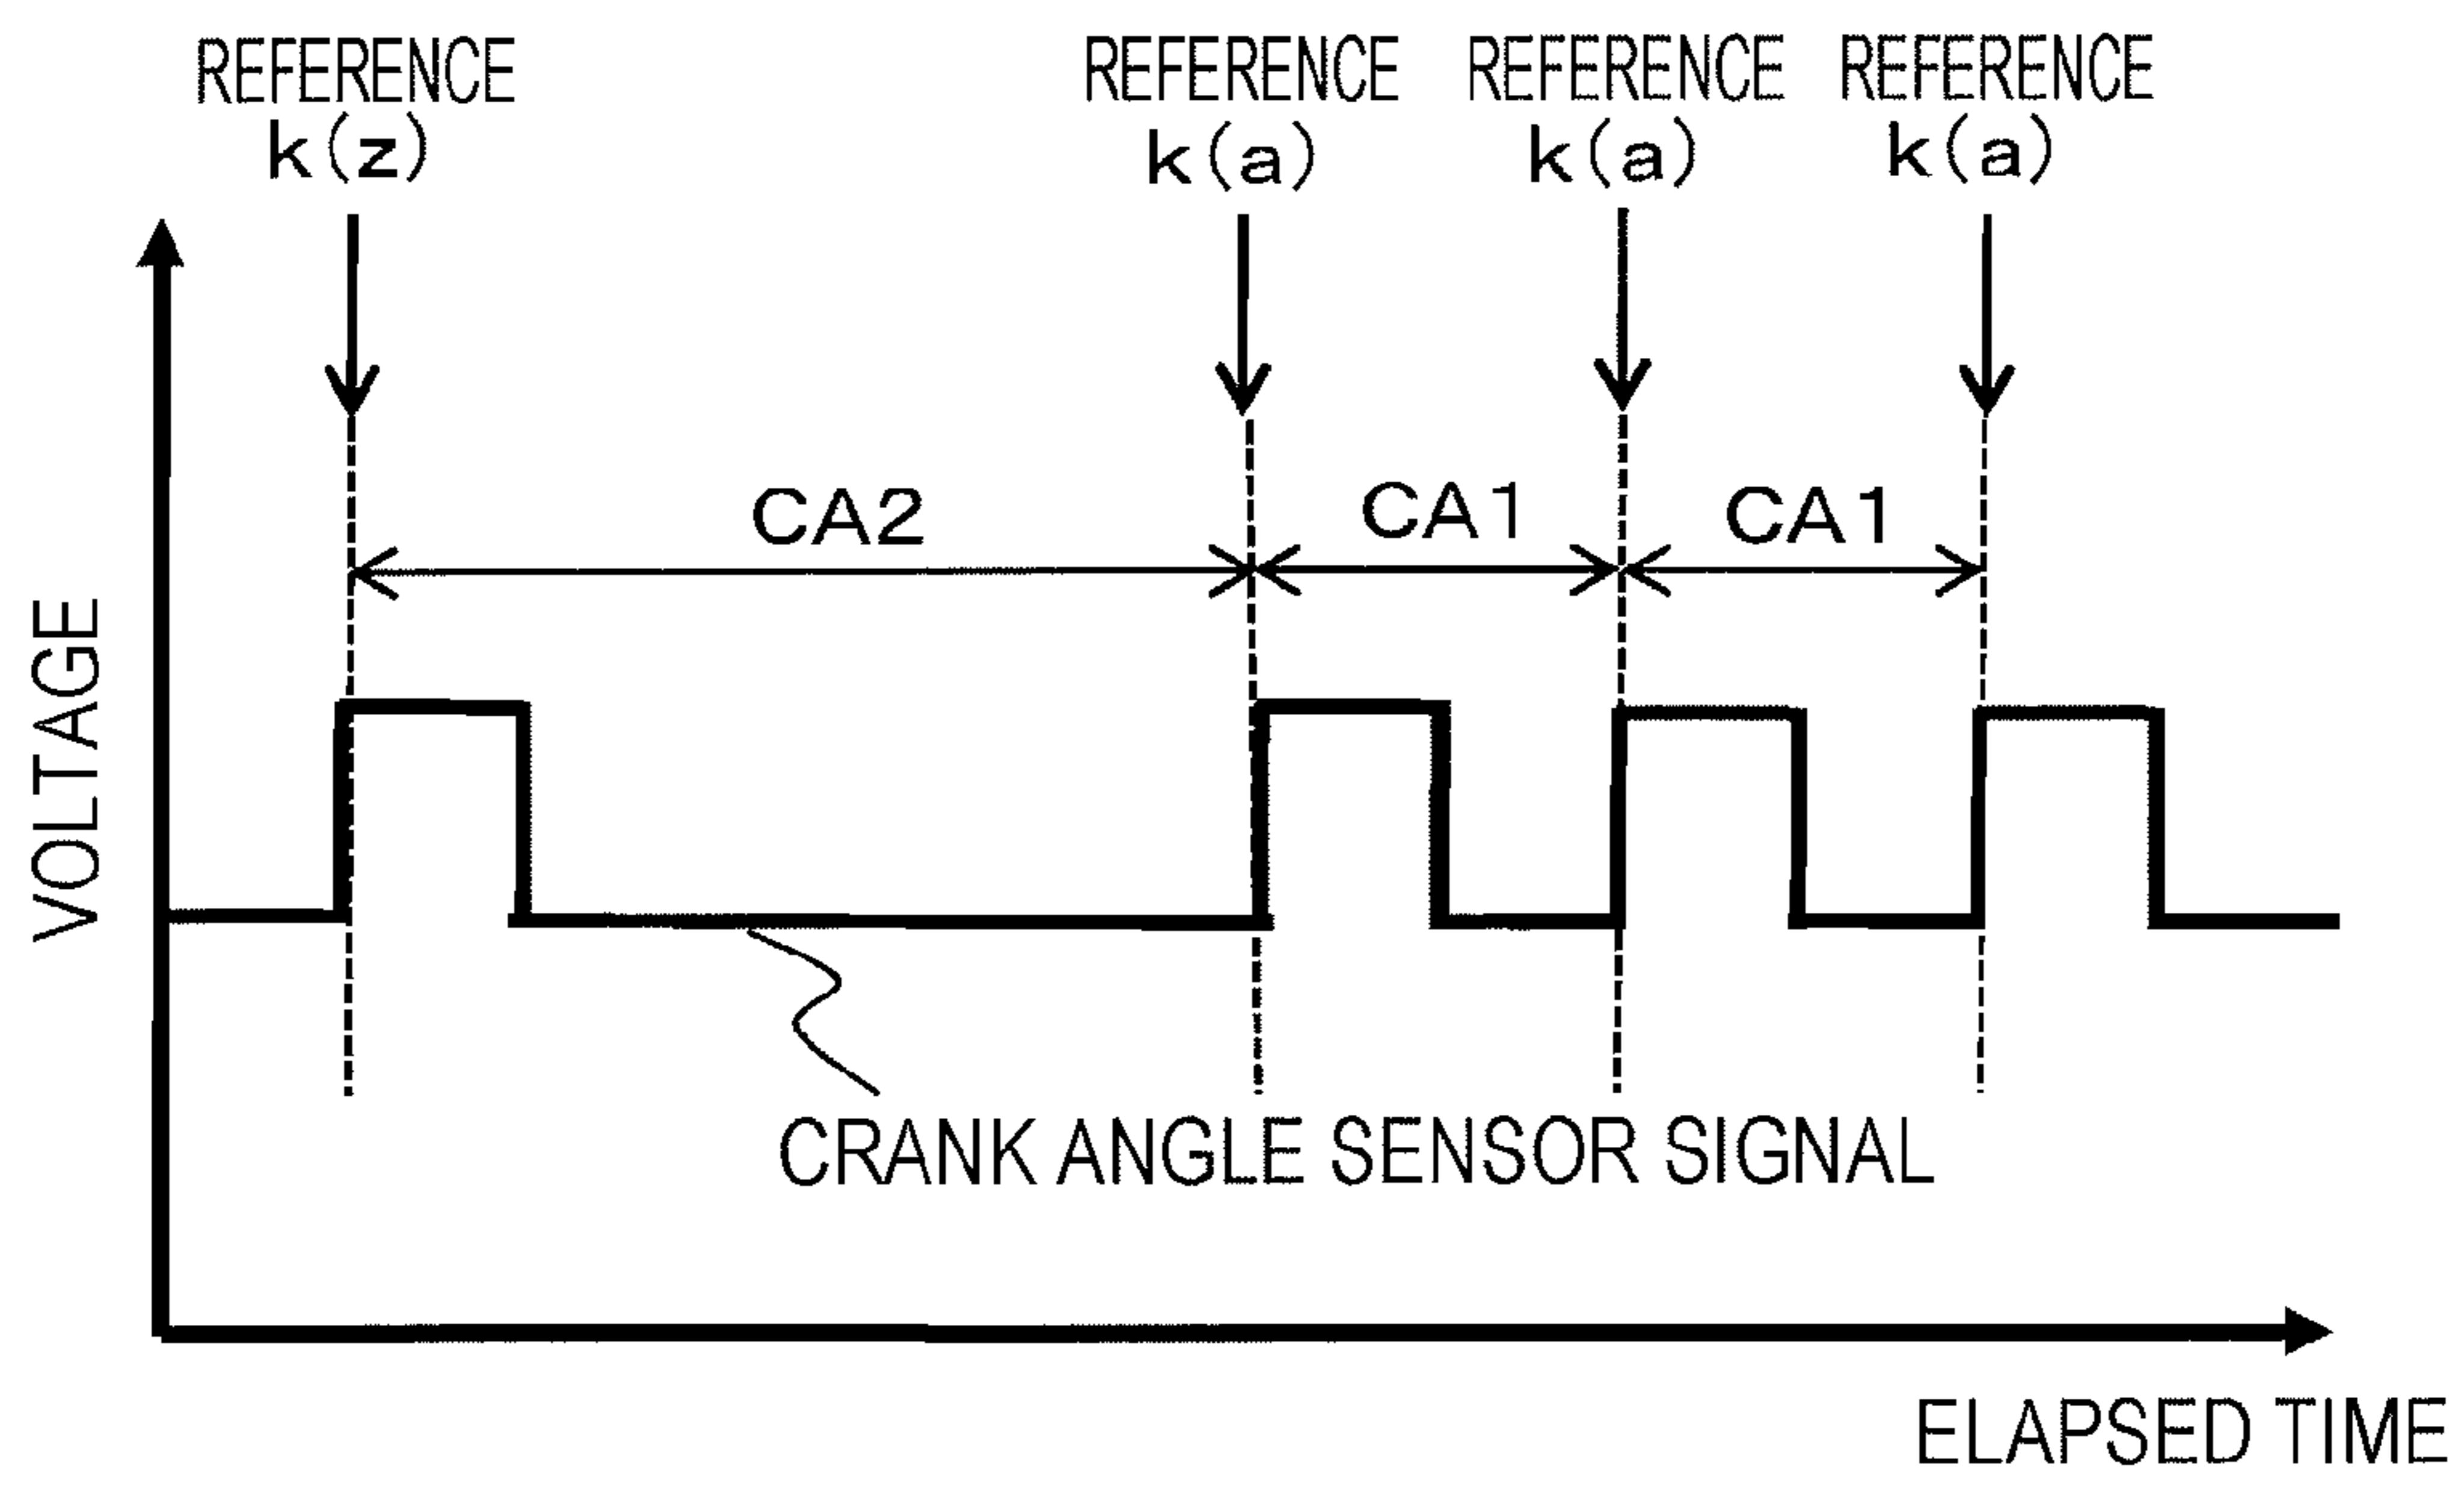 REFERENCE REFERENCE REFERENCE REFERENCE
k(z) k(a) k(a) k(a)
CA2 CA1 CA1
VOLTAGE
CRANK ANGLE SENSOR SIGNAL
ELAPSED TIME